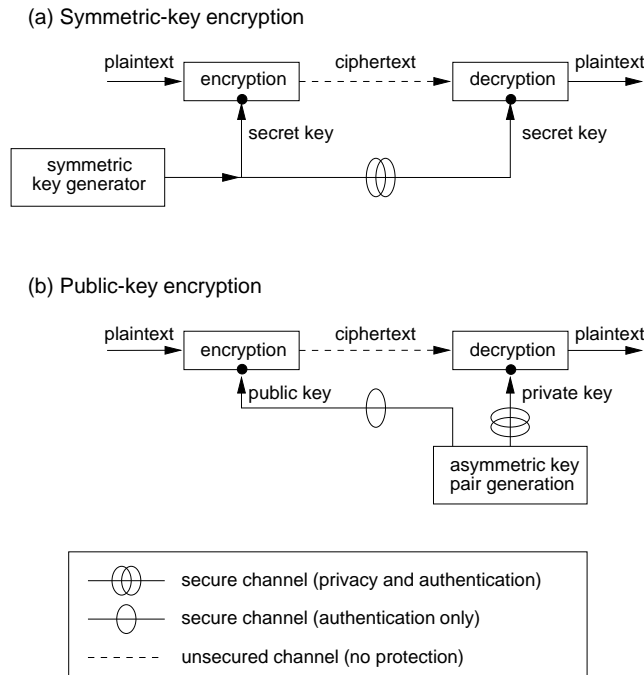 (a) Symmetric-key encryption
plaintext
ciphertext
plaintext
encryption
decryption
secret key
secret key
symmetric
key generator
(b) Public-key encryption
plaintext
ciphertext
plaintext
encryption
decryption
public key
private key
asymmetric key
pair generation
secure channel (privacy and authentication)
secure channel (authentication only)
unsecured channel (no protection)